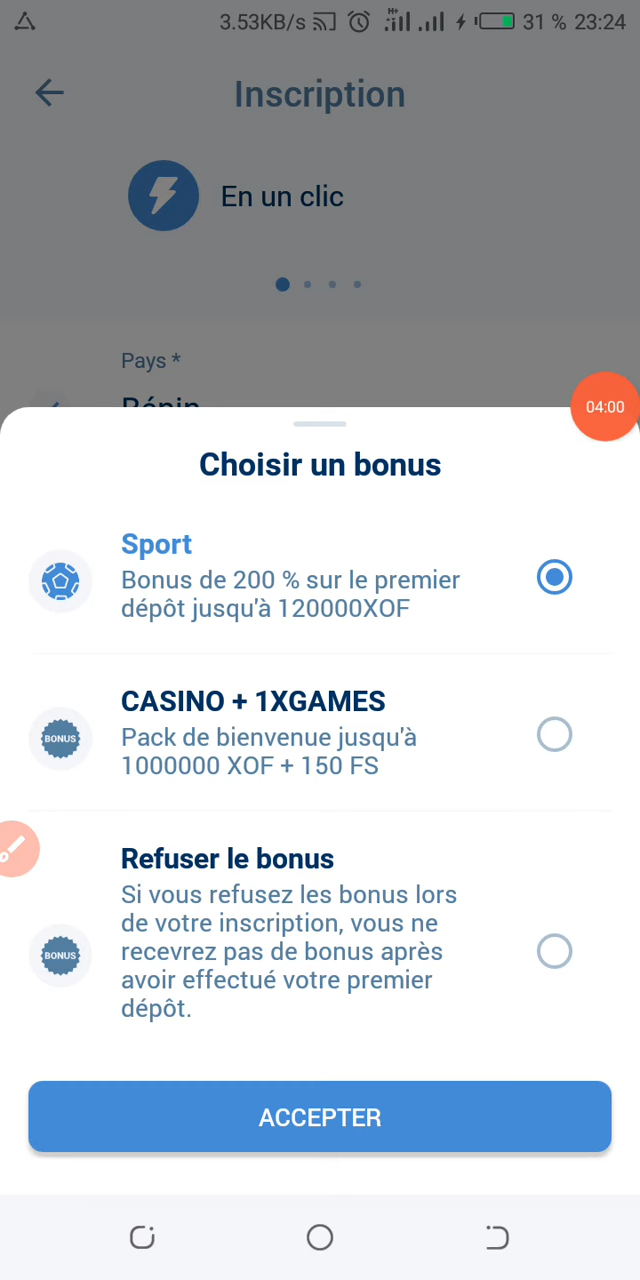 3.53KB/s H+ 31 % 23:24
Inscription
En un clic
Pays *
Bénin
04:00
Choisir un bonus
Sport
Bonus de 200 % sur le premier
dépôt jusqu'à 120000XOF
CASINO + 1XGAMES
BONUS
Pack de bienvenue jusqu'à
1000000 XOF + 150 FS
Refuser le bonus
Si vous refusez les bonus lors
de votre inscription, vous ne
recevrez pas de bonus après
BONUS
avoir effectué votre premier
dépôt.
ACCEPTER